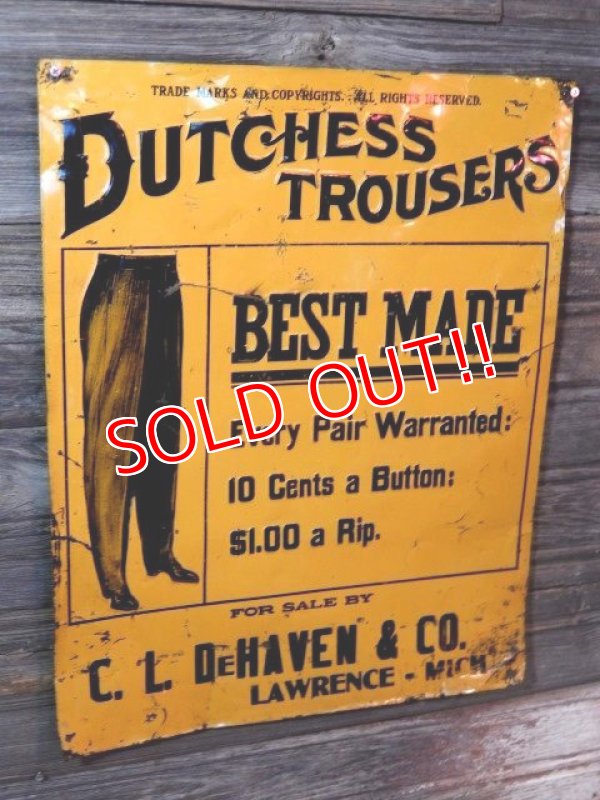 TRADE MARKS AND COPYRIGHTS. ALL RIGHTS RESERVED.
DUTCHESS
TROUSERS
BEST MADE
SOLD OUT!!
Every Pair Warranted:
10 Cents a Button:
$1.00 a Rip.
FOR SALE BY
C. L. DEHAVEN & CO.
LAWRENCE - MICH